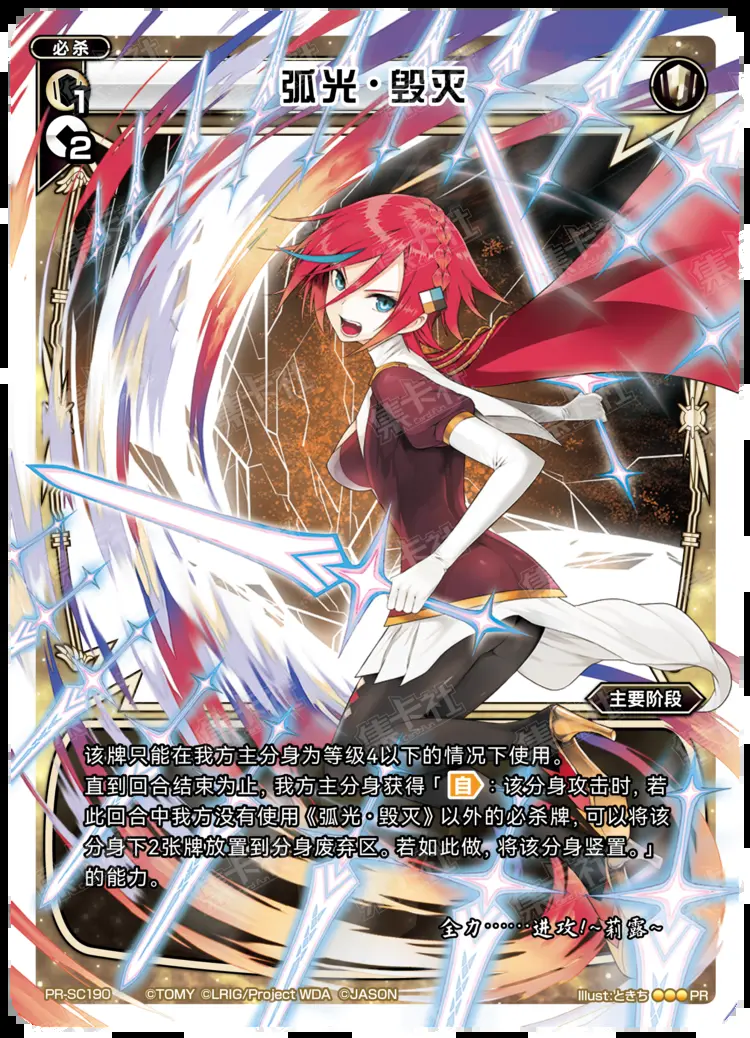 必杀
弧光·毁灭
1
2
主要阶段
该牌只能在我方主分身为等级4以下的情况下使用。
直到回合结束为止，我方主分身获得「自：该分身攻击时，若
此回合中我方没有使用《弧光·毁灭》以外的必杀牌，可以将该
分身下2张牌放置到分身废弃区。若如此做，将该分身竖置。」
的能力。
全力……进攻!~莉露~
PR-SC190 ©TOMY ©LRIG/Project WDA ©JASON Illust:ときち PR
集卡社